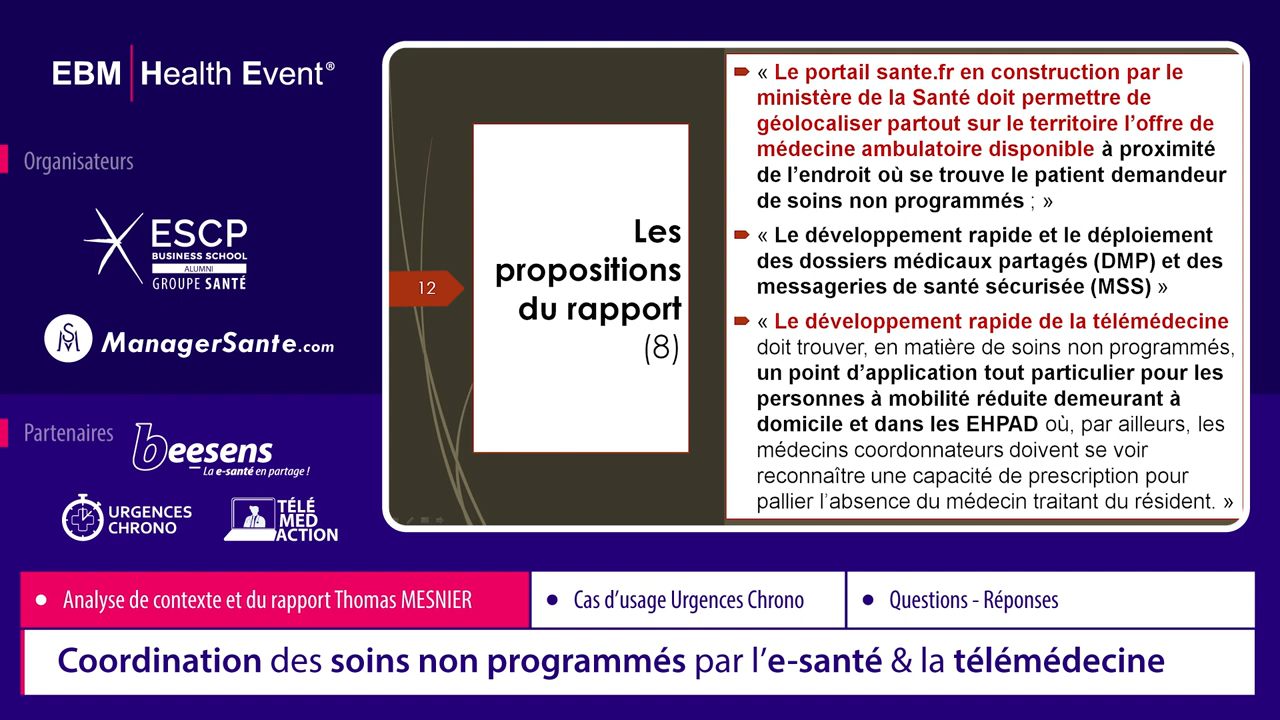 EBM Health Event®
Organisateurs
ESCP
BUSINESS SCHOOL
ALUMNI
GROUPE SANTÉ
SM
ManagerSante.com
Partenaires
beesens
La e-santé en partage !
URGENCES
CHRONO
TÉLÉ
MED
ACTION
12
Les
propositions
du rapport
(8)
« Le portail sante.fr en construction par le
ministère de la Santé doit permettre de
géolocaliser partout sur le territoire l’offre de
médecine ambulatoire disponible à proximité
de l’endroit où se trouve le patient demandeur
de soins non programmés ; »
« Le développement rapide et le déploiement
des dossiers médicaux partagés (DMP) et des
messageries de santé sécurisée (MSS) »
« Le développement rapide de la télémédecine
doit trouver, en matière de soins non programmés,
un point d’application tout particulier pour les
personnes à mobilité réduite demeurant à
domicile et dans les EHPAD où, par ailleurs, les
médecins coordonnateurs doivent se voir
reconnaître une capacité de prescription pour
pallier l’absence du médecin traitant du résident. »
• Analyse de contexte et du rapport Thomas MESNIER
• Cas d’usage Urgences Chrono
• Questions - Réponses
Coordination des soins non programmés par l’e-santé & la télémédecine